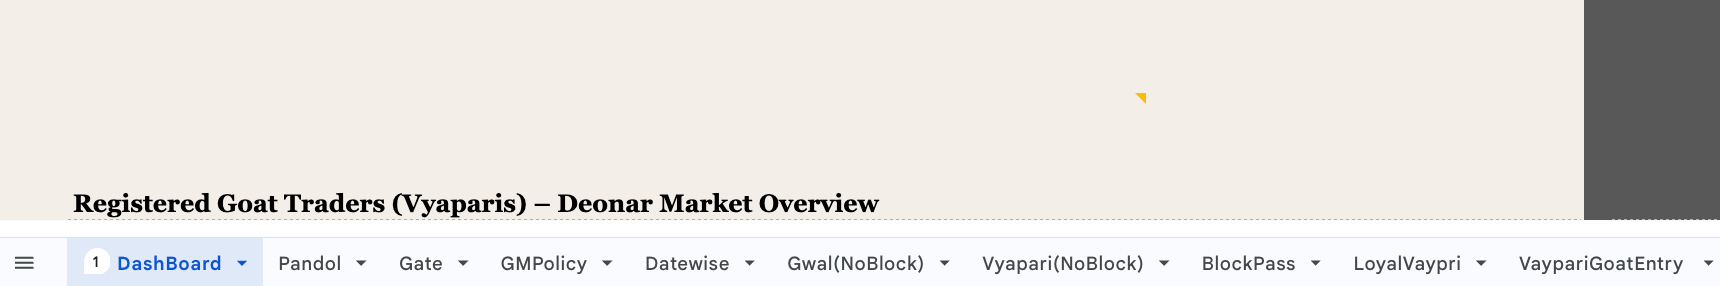 Registered Goat Traders (Vyaparis) – Deonar Market Overview
1 DashBoard Pandol Gate GMPolicy Datewise Gwal(NoBlock) Vyapari(NoBlock) BlockPass LoyalVaypri VaypariGoatEntry